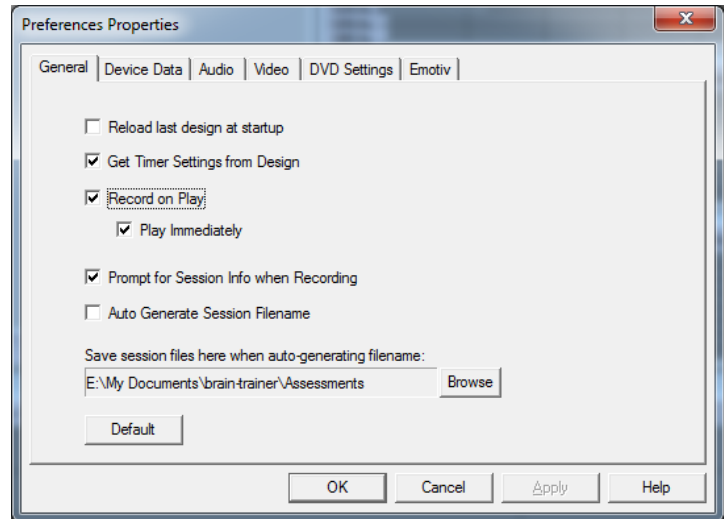 Preferences Properties
General Device Data Audio Video DVD Settings Emotiv
Reload last design at startup
Get Timer Settings from Design
Record on Play
Play Immediately
Prompt for Session Info when Recording
Auto Generate Session Filename
Save session files here when auto-generating filename:
E:\My Documents\brain-trainer\Assessments Browse
Default
OK Cancel Apply Help